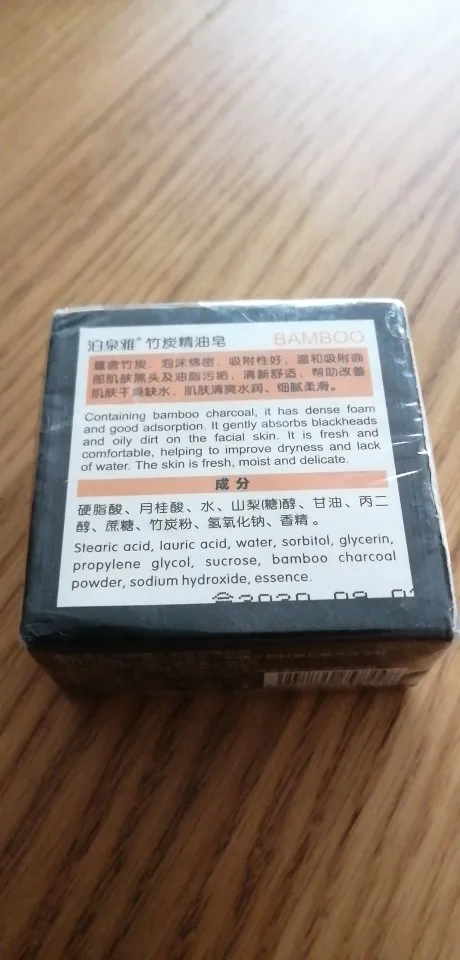 泊泉雅® 竹炭精油皂
BAMBOO
蕴含竹炭，泡沫绵密，吸附性好，温和吸附面
部肌肤黑头及油脂污垢，清新舒适，帮助改善
肌肤干燥缺水，肌肤清爽水润、细腻柔滑。
Containing bamboo charcoal, it has dense foam
and good adsorption. It gently absorbs blackheads
and oily dirt on the facial skin. It is fresh and
comfortable, helping to improve dryness and lack
of water. The skin is fresh, moist and delicate.
成分
硬脂酸、月桂酸、水、山梨(糖)醇、甘油、丙二
醇、蔗糖、竹炭粉、氢氧化钠、香精。
Stearic acid, lauric acid, water, sorbitol, glycerin,
propylene glycol, sucrose, bamboo charcoal
powder, sodium hydroxide, essence.
2020 09